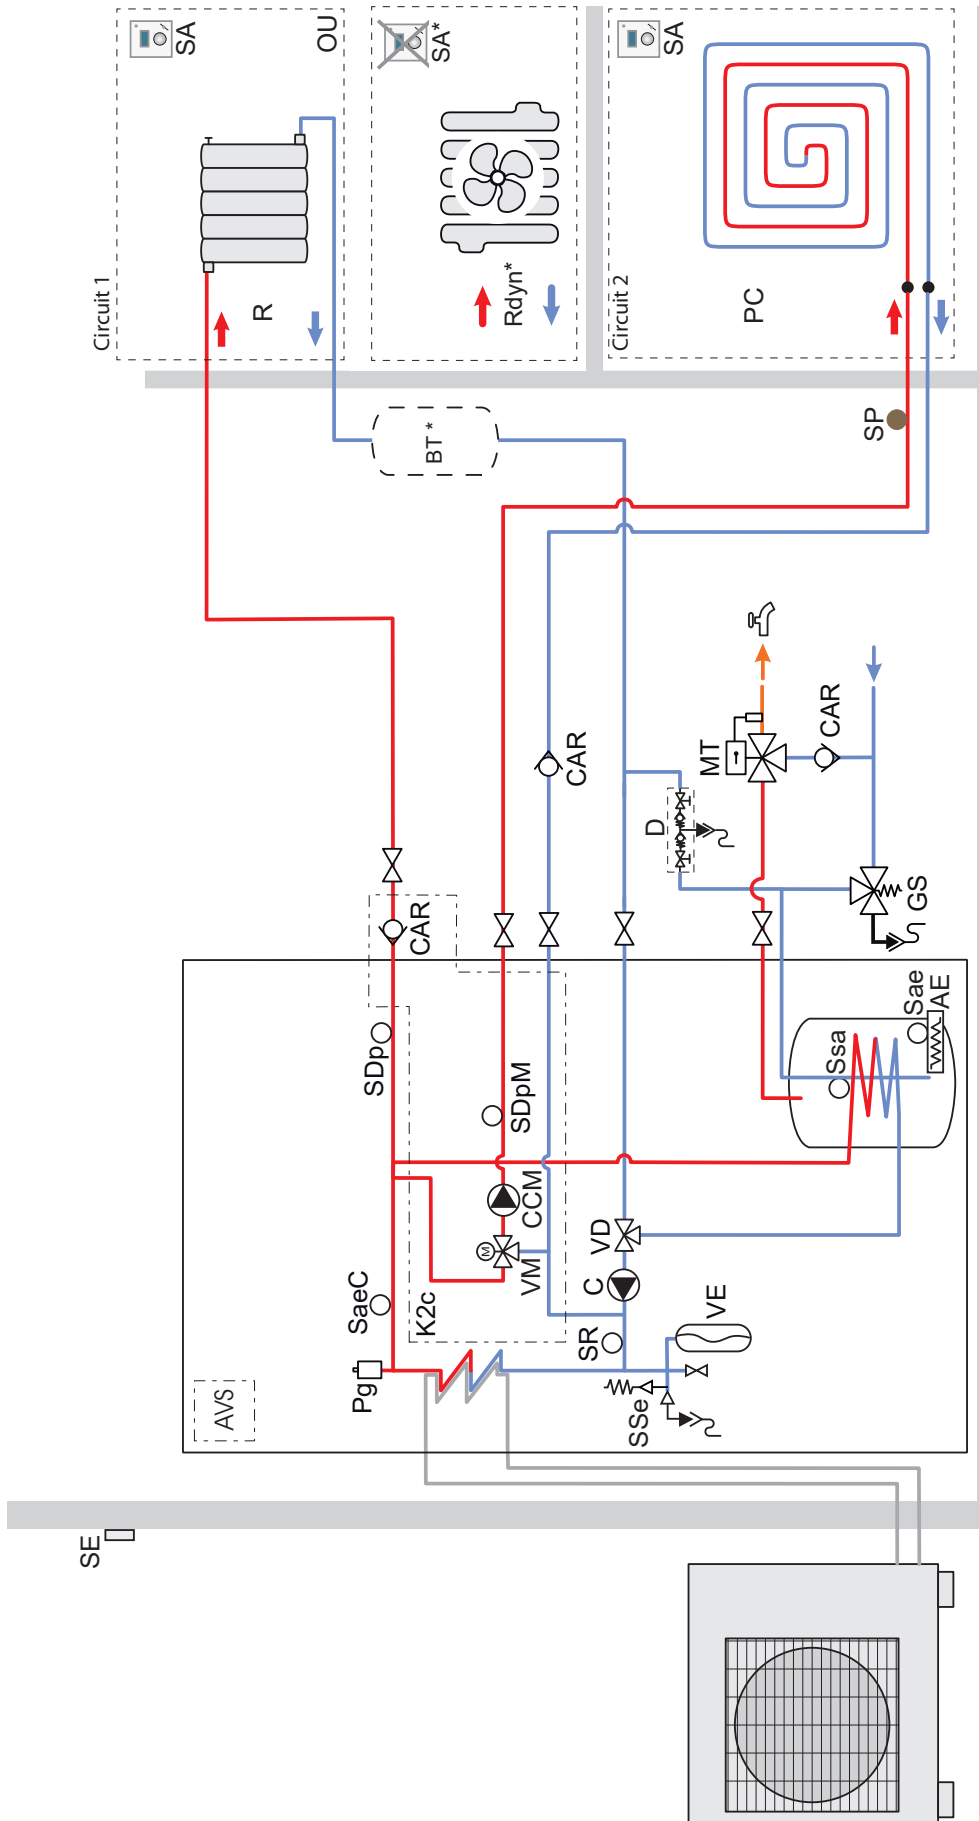 SA
OU
Circuit 1
R
SA*
Rdyn*
SA
Circuit 2
PC
BT *
SP
CAR
MT
CAR
D
GS
CAR
SDp
SDpM
Sae
AE
Ssa
CCM
VM
VD
C
SaeC
K2c
SR
VE
Pg
SSe
AVS
SE
M